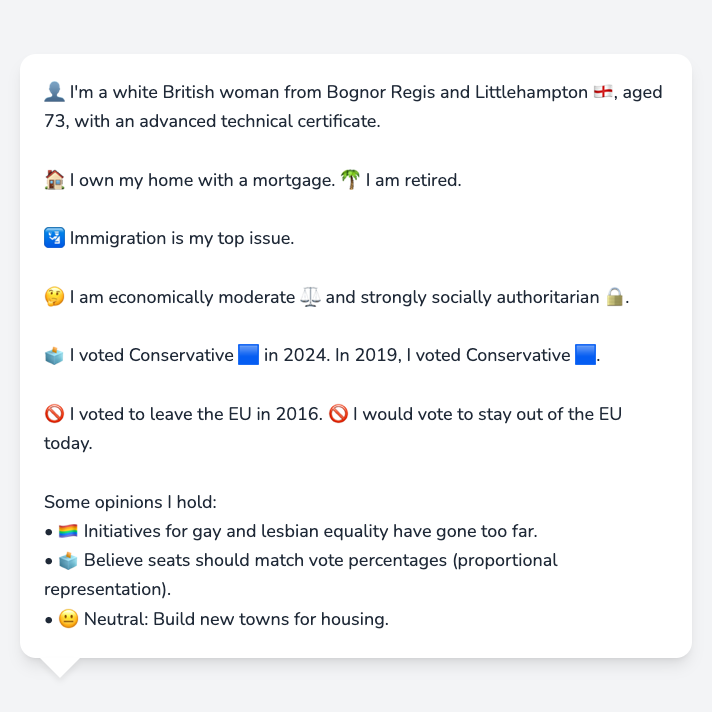 👤 I'm a white British woman from Bognor Regis and Littlehampton 🏴󠁧󠁢󠁥󠁮󠁧󠁿, aged
73, with an advanced technical certificate.
🏠 I own my home with a mortgage. 🌴 I am retired.
🛂 Immigration is my top issue.
🤔 I am economically moderate ⚖️ and strongly socially authoritarian 🔒.
🗳️ I voted Conservative 🟦 in 2024. In 2019, I voted Conservative 🟦.
🚫 I voted to leave the EU in 2016. 🚫 I would vote to stay out of the EU
today.
Some opinions I hold:
• 🏳️‍🌈 Initiatives for gay and lesbian equality have gone too far.
• 🗳️ Believe seats should match vote percentages (proportional
representation).
• 😐 Neutral: Build new towns for housing.